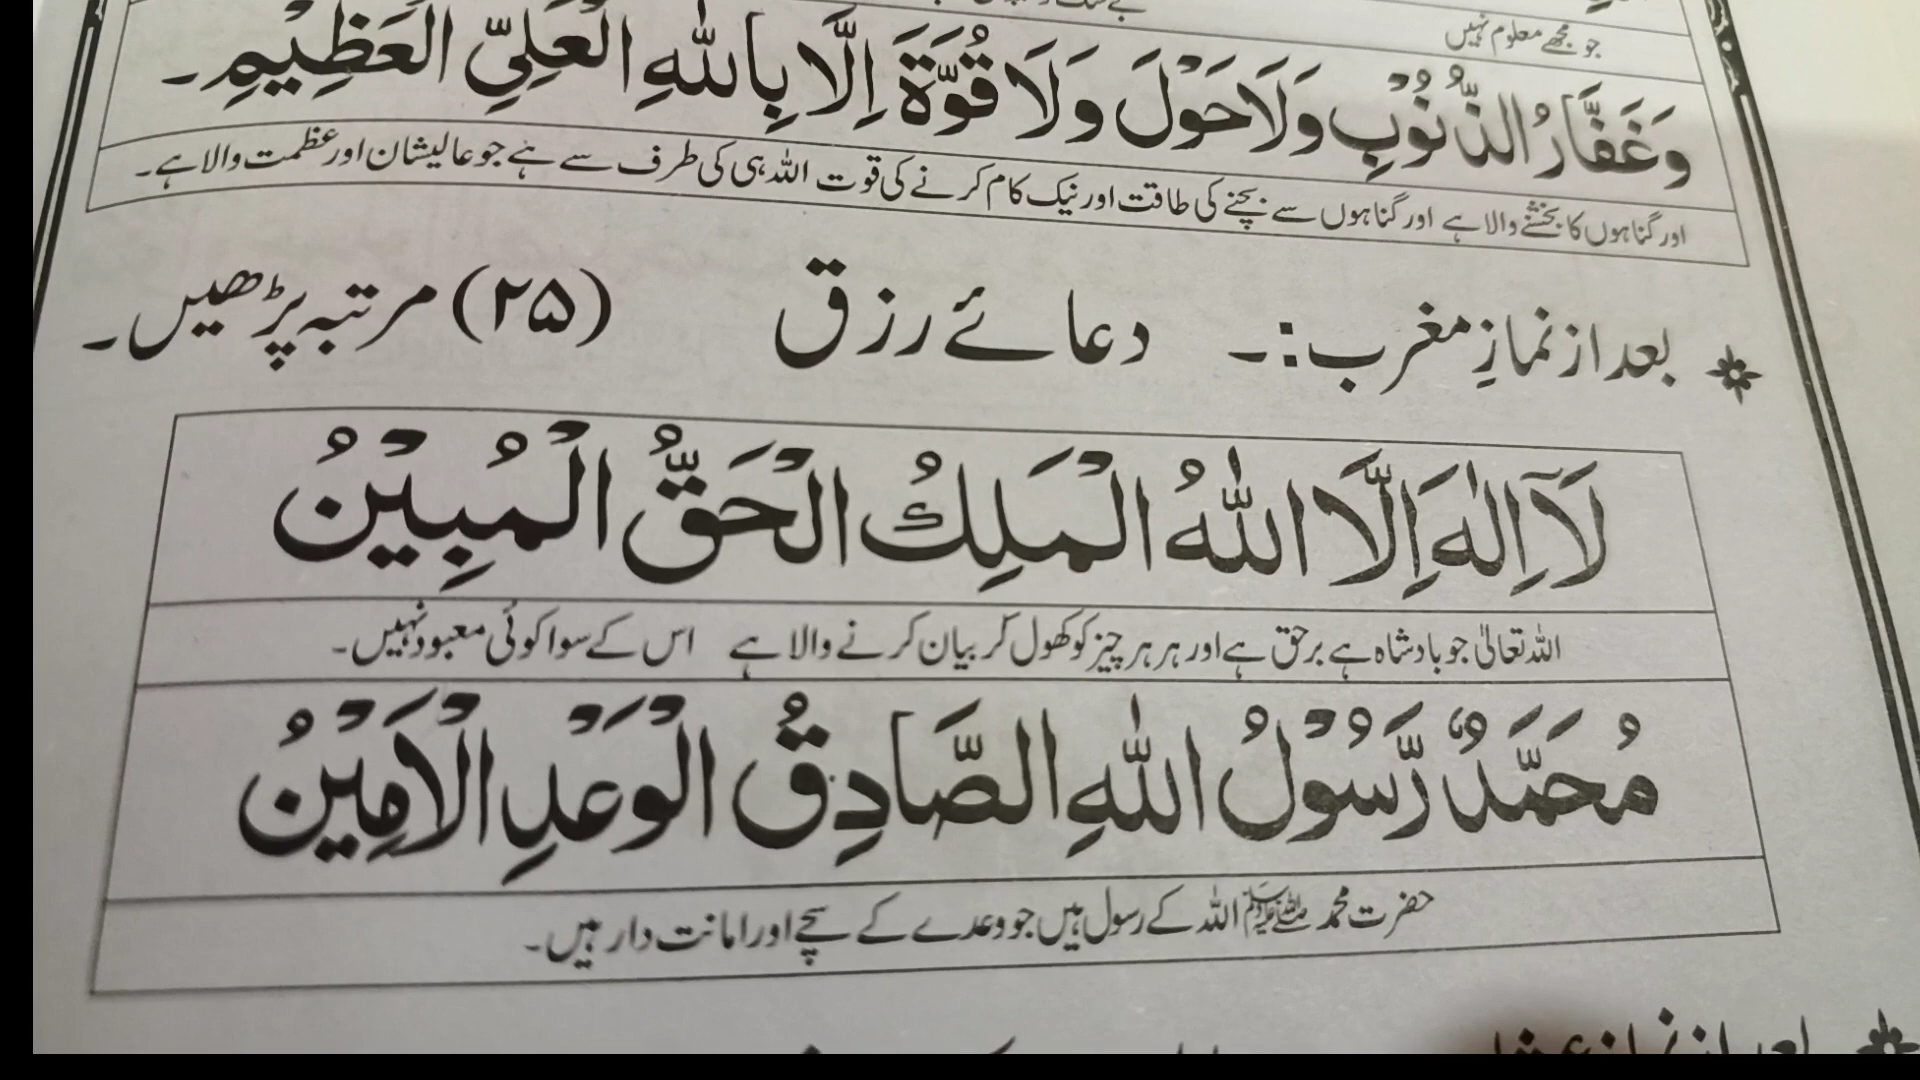 جو مجھے معلوم نہیں
وَغَفَّارُ الذُّنُوْبِ وَلَا حَوْلَ وَلَا قُوَّةَ اِلَّا بِاللّٰهِ الْعَلِيِّ الْعَظِيْمِ۔
اور گناہوں کا بخشنے والا ہے اور گناہوں سے بچنے کی طاقت اور نیک کام کرنے کی قوت اللہ ہی کی طرف سے ہے جو عالیشان اور عظمت والا ہے۔
بعد از نمازِ مغرب:۔ دعائے رزق (۲۵) مرتبہ پڑھیں۔
لَآ اِلٰهَ اِلَّا اللّٰهُ الْمَلِكُ الْحَقُّ الْمُبِيْنُ
اللہ تعالیٰ جو بادشاہ ہے برحق ہے اور ہر ہر چیز کو کھول کر بیان کرنے والا ہے اس کے سوا کوئی معبود نہیں۔
مُحَمَّدٌ رَّسُوْلُ اللّٰهِ الصَّادِقُ الْوَعْدِ الْاَمِيْنُ
حضرت محمد ﷺ اللہ کے رسول ہیں جو وعدے کے سچے اور امانت دار ہیں۔